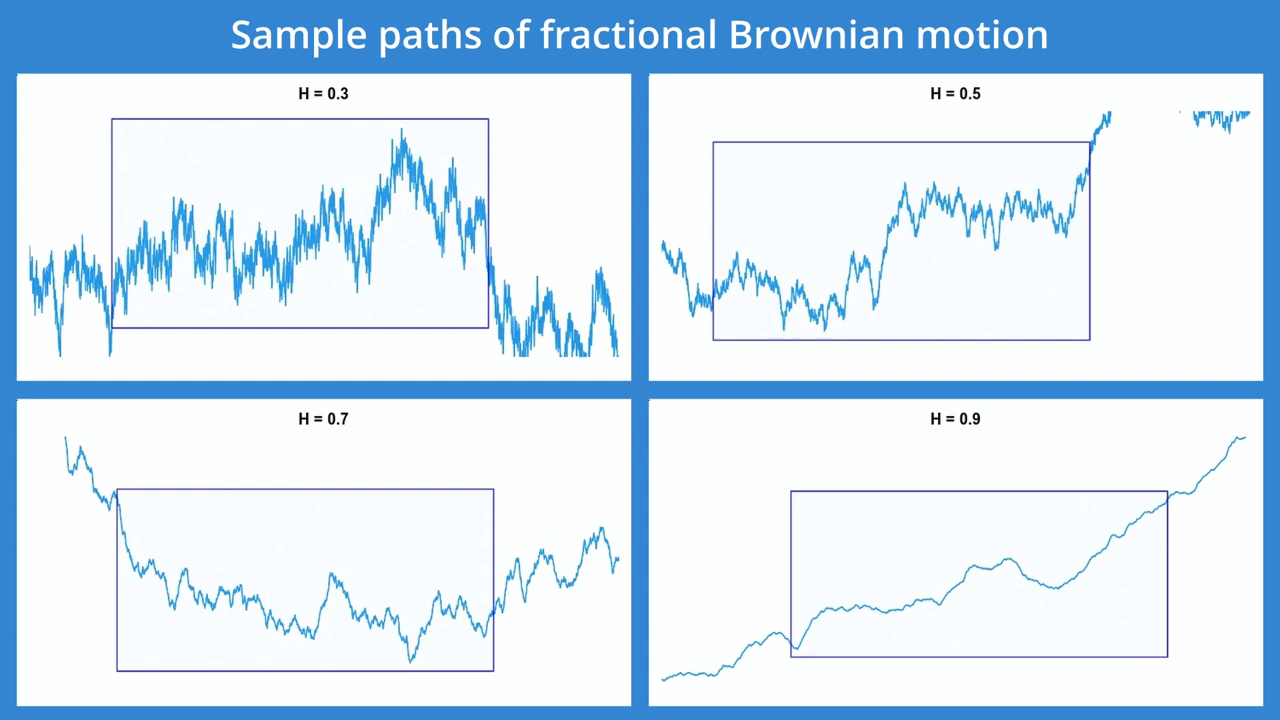 Sample paths of fractional Brownian motion
H = 0.3
H = 0.5
H = 0.7
H = 0.9